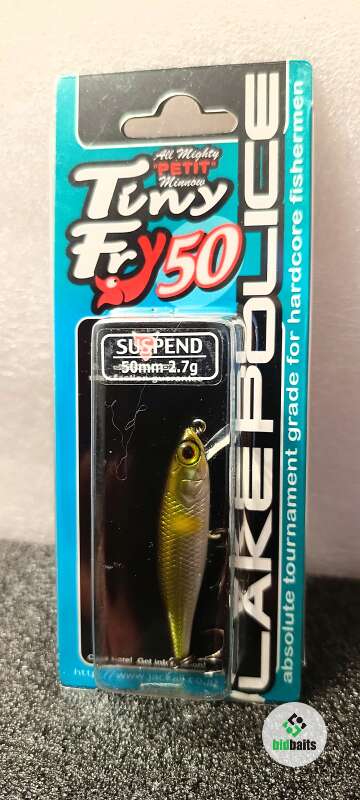 All Mighty
"PETIT"
Minnow
Tiny
Fry 50
SUSPEND
50mm 2.7g
LAKE POLICE
absolute tournament grade for hardcore fishermen
bidbaits